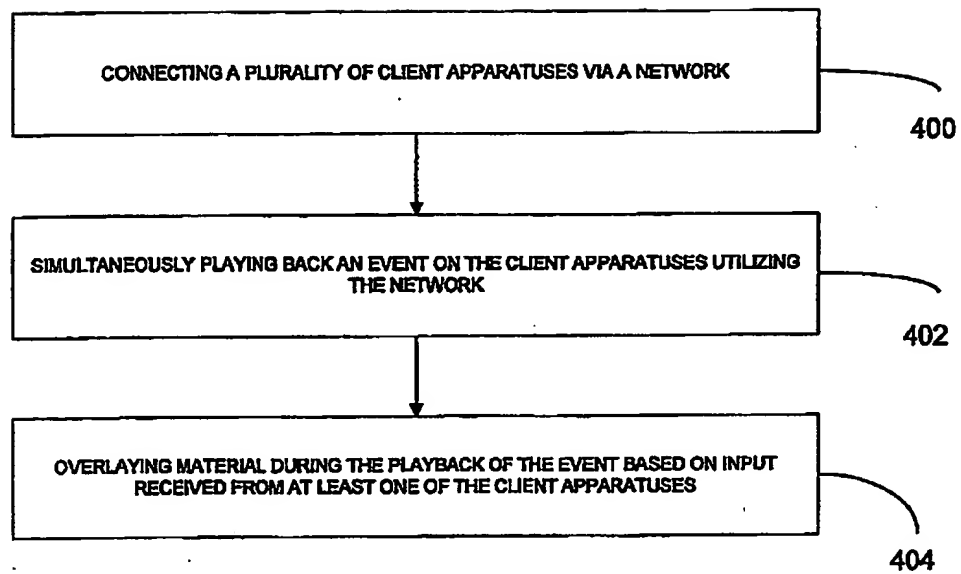 CONNECTING A PLURALITY OF CLIENT APPARATUSES VIA A NETWORK
400
SIMULTANEOUSLY PLAYING BACK AN EVENT ON THE CLIENT APPARATUSES UTILIZING
THE NETWORK
402
OVERLAYING MATERIAL DURING THE PLAYBACK OF THE EVENT BASED ON INPUT
RECEIVED FROM AT LEAST ONE OF THE CLIENT APPARATUSES
404